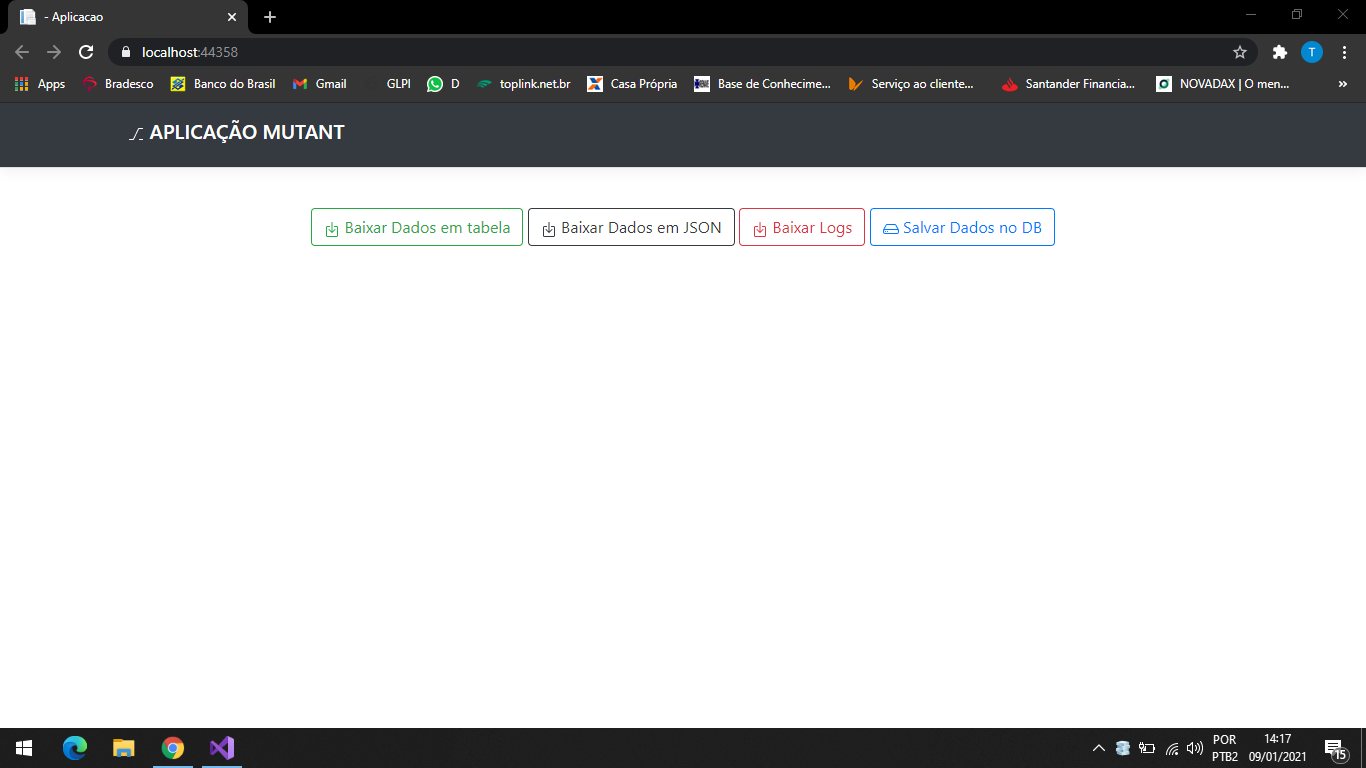 - Aplicacao
localhost:44358
Apps Bradesco Banco do Brasil Gmail GLPI D toplink.net.br Casa Própria Base de Conhecime... Serviço ao cliente... Santander Financia... NOVADAX | O men... »
APLICAÇÃO MUTANT
Baixar Dados em tabela Baixar Dados em JSON Baixar Logs Salvar Dados no DB
POR 14:17
PTB2 09/01/2021 15